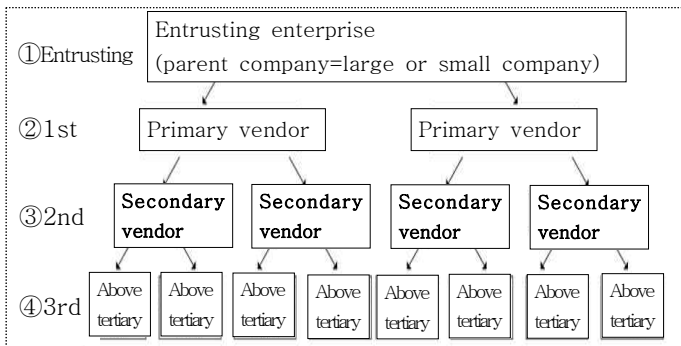 ①Entrusting
Entrusting enterprise
(parent company=large or small company)
②1st
Primary vendor
Primary vendor
③2nd
Secondary
vendor
Secondary
vendor
Secondary
vendor
Secondary
vendor
④3rd
Above
tertiary
Above
tertiary
Above
tertiary
Above
tertiary
Above
tertiary
Above
tertiary
Above
tertiary
Above
tertiary